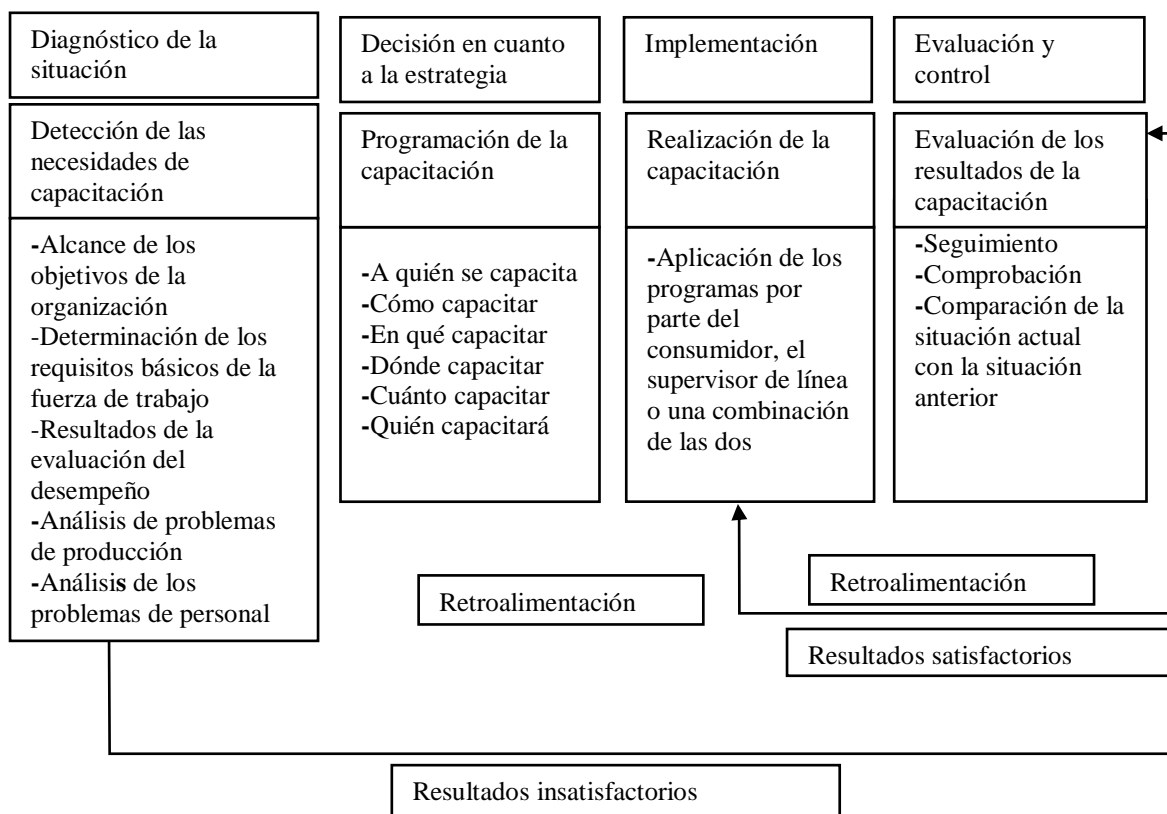 Diagnóstico de la
situación
Detección de las
necesidades de
capacitación
-Alcance de los
objetivos de la
organización
-Determinación de los
requisitos básicos de la
fuerza de trabajo
-Resultados de la
evaluación del
desempeño
-Análisis de problemas
de producción
-Análisis de los
problemas de personal
Decisión en cuanto
a la estrategia
Programación de la
capacitación
-A quién se capacita
-Cómo capacitar
-En qué capacitar
-Dónde capacitar
-Cuánto capacitar
-Quién capacitará
Implementación
Realización de la
capacitación
-Aplicación de los
programas por
parte del
consumidor, el
supervisor de línea
o una combinación
de las dos
Evaluación y
control
Evaluación de los
resultados de la
capacitación
-Seguimiento
-Comprobación
-Comparación de la
situación actual
con la situación
anterior
Retroalimentación
Retroalimentación
Resultados satisfactorios
Resultados insatisfactorios